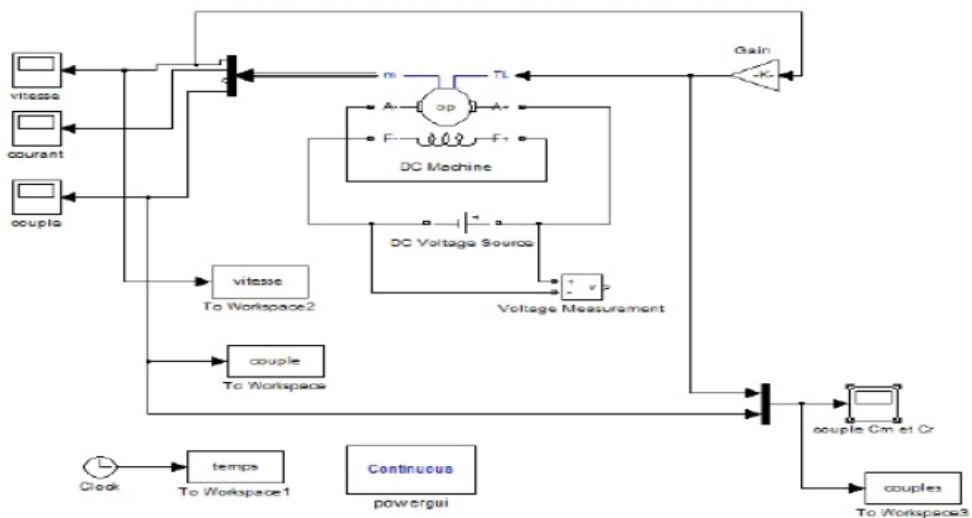 Gain
-K-
vitesse
m
TL
A-
A+
courant
F-
F+
DC Machine
couple
DC Voltage Source
vitesse
To Workspace2
+
-
v
Voltage Measurement
couple
To Workspace
couple Cm et Cr
Clock
temps
To Workspace1
Continuous
powergui
couples
To Workspace3